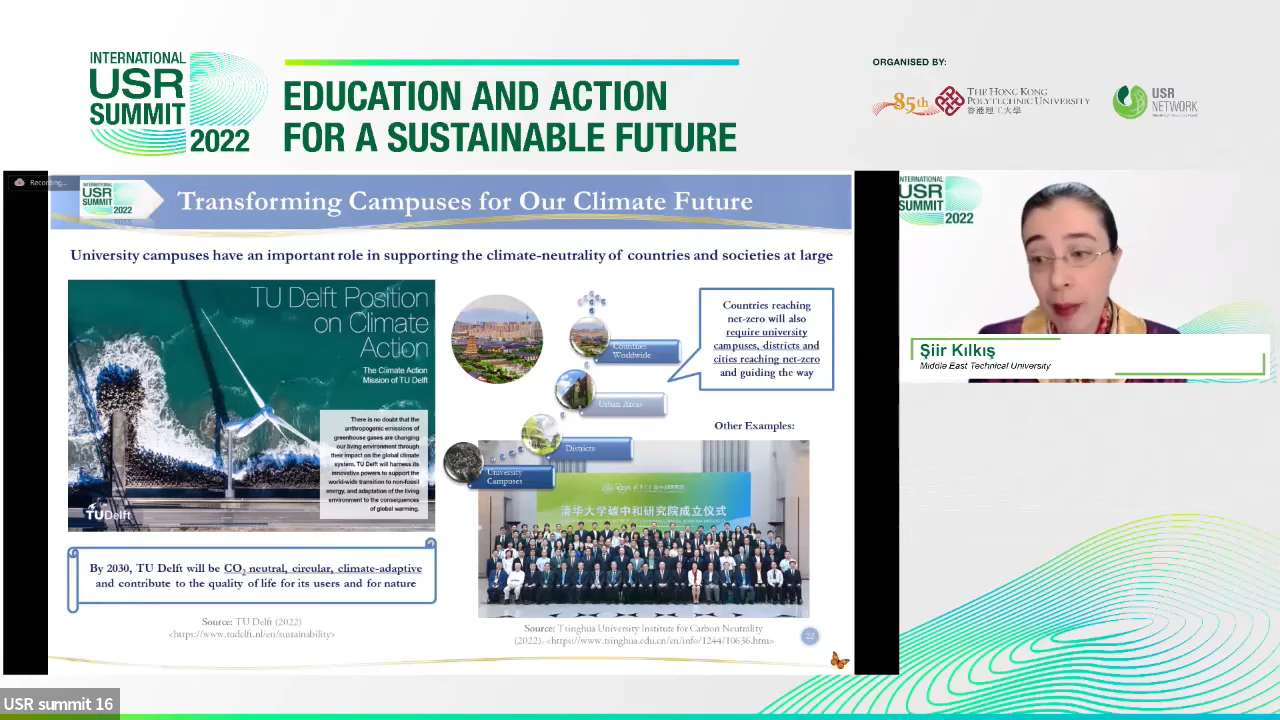 INTERNATIONAL
USR
SUMMIT
2022
EDUCATION AND ACTION
FOR A SUSTAINABLE FUTURE
ORGANISED BY:
85th
THE HONG KONG
POLYTECHNIC UNIVERSITY
香港理工大學
USR
NETWORK
Recording...
INTERNATIONAL
USR
SUMMIT
2022
Transforming Campuses for Our Climate Future
University campuses have an important role in supporting the climate-neutrality of countries and societies at large
TU Delft Position
on Climate
Action
The Climate Action
Mission of TU Delft
There is no doubt that the
anthropogenic emissions of
greenhouse gases are changing
our living environment through
their impact on the global climate
system. TU Delft will harness its
innovative powers to support the
world-wide transition to non-fossil
energy, and adaptation of the living
environment to the consequences
of global warming.
TU Delft
By 2030, TU Delft will be CO2 neutral, circular, climate-adaptive
and contribute to the quality of life for its users and for nature
Source: TU Delft (2022)
<https://www.tudelft.nl/en/sustainability>
Countries
Worldwide
Urban Areas
Districts
University
Campuses
Countries reaching
net-zero will also
require university
campuses, districts and
cities reaching net-zero
and guiding the way
Other Examples:
清华大学碳中和研究院成立仪式
Source: Tsinghua University Institute for Carbon Neutrality
(2022). <https://www.tsinghua.edu.cn/en/info/1244/10636.htm>
22
INTERNATIONAL
USR
SUMMIT
2022
Şiir Kılkış
Middle East Technical University
USR summit 16